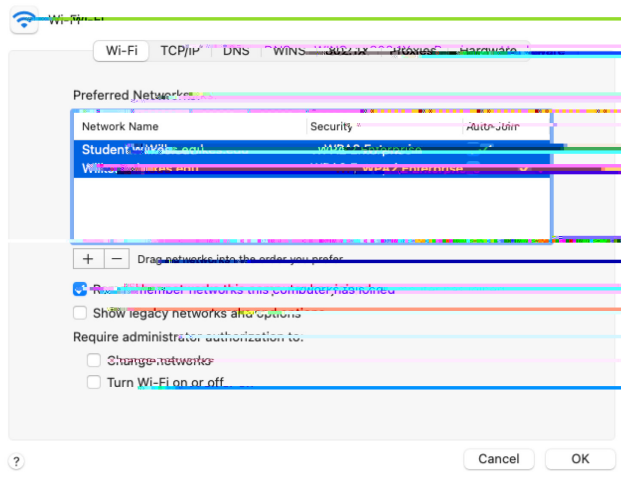 Wi-Fi
Wi-Fi TCP/IP DNS WINS 802.1X Proxies Hardware
Preferred Networks
Network Name Security Auto-Join
Student
WPA2 Enterprise
+ − Drag networks into the order you prefer
Remember networks this computer has joined
Show legacy networks and options
Require administrator authorization to:
Change networks
Turn Wi-Fi on or off
? Cancel OK